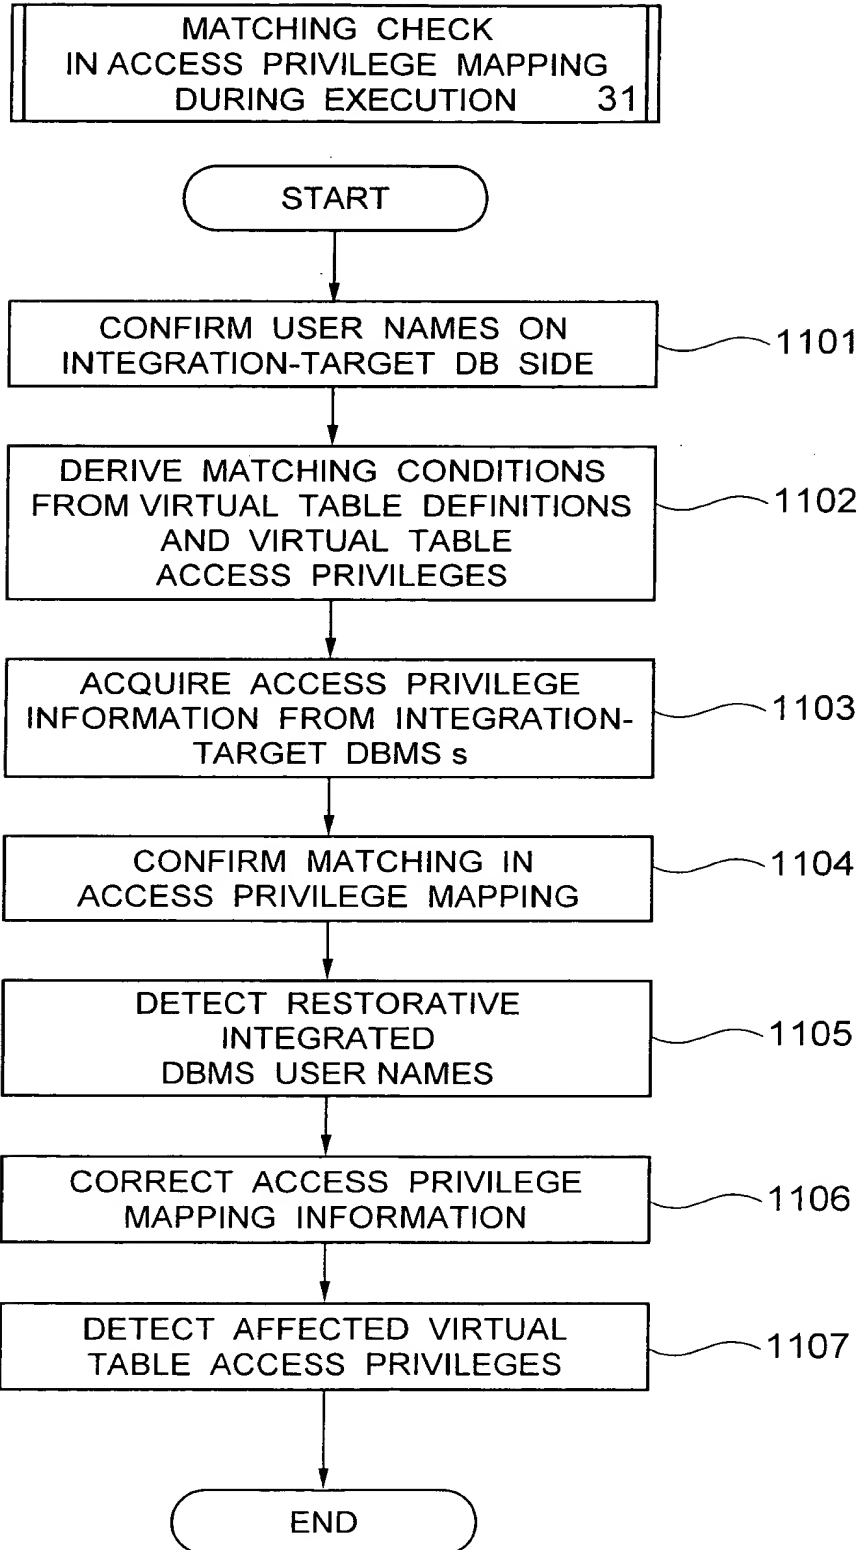 MATCHING CHECK
IN ACCESS PRIVILEGE MAPPING
DURING EXECUTION 31
START
CONFIRM USER NAMES ON
INTEGRATION-TARGET DB SIDE
1101
DERIVE MATCHING CONDITIONS
FROM VIRTUAL TABLE DEFINITIONS
AND VIRTUAL TABLE
ACCESS PRIVILEGES
1102
ACQUIRE ACCESS PRIVILEGE
INFORMATION FROM INTEGRATION-
TARGET DBMS s
1103
CONFIRM MATCHING IN
ACCESS PRIVILEGE MAPPING
1104
DETECT RESTORATIVE
INTEGRATED
DBMS USER NAMES
1105
CORRECT ACCESS PRIVILEGE
MAPPING INFORMATION
1106
DETECT AFFECTED VIRTUAL
TABLE ACCESS PRIVILEGES
1107
END